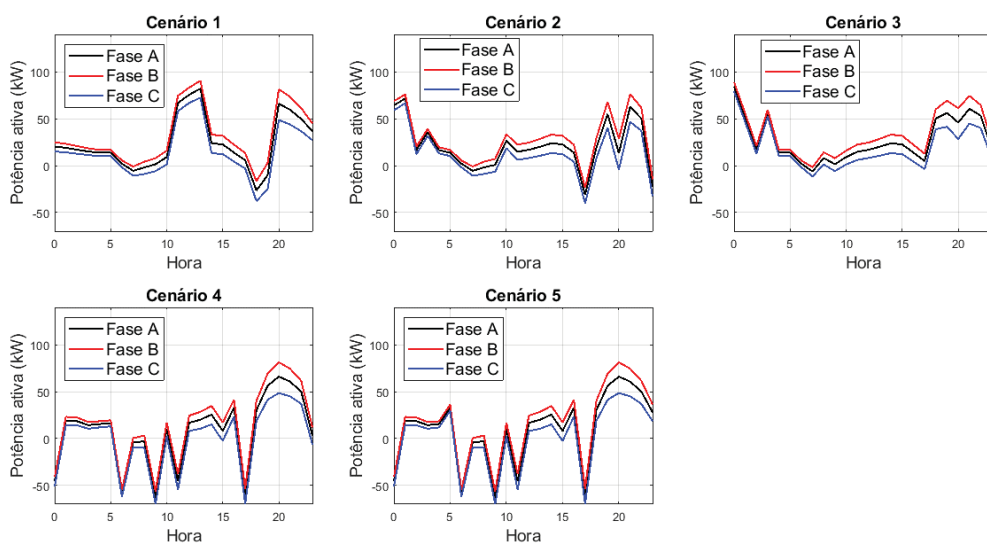 Cenário 1
Potência ativa (kW)
100
50
0
-50
Fase A
Fase B
Fase C
0 5 10 15 20
Hora
Cenário 2
Potência ativa (kW)
100
50
0
-50
Fase A
Fase B
Fase C
0 5 10 15 20
Hora
Cenário 3
Potência ativa (kW)
100
50
0
-50
Fase A
Fase B
Fase C
0 5 10 15 20
Hora
Cenário 4
Potência ativa (kW)
100
50
0
-50
Fase A
Fase B
Fase C
0 5 10 15 20
Hora
Cenário 5
Potência ativa (kW)
100
50
0
-50
Fase A
Fase B
Fase C
0 5 10 15 20
Hora